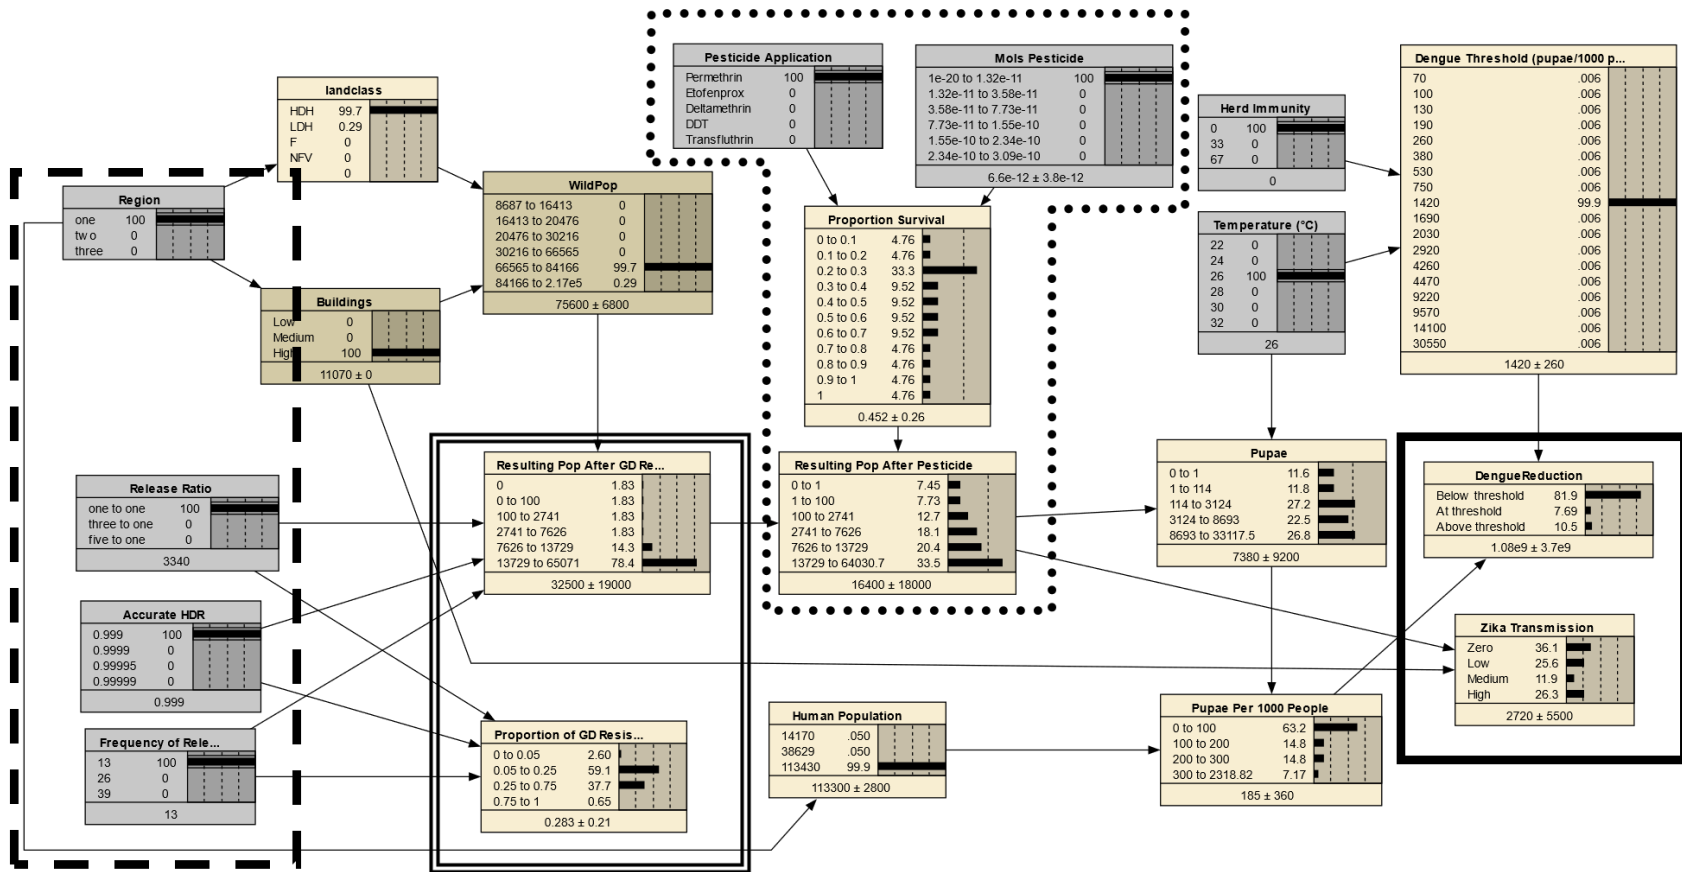 Pesticide Application
Permethrin 100
Etofenprox 0
Deltamethrin 0
DDT 0
Transfluthrin 0
Mols Pesticide
1e-20 to 1.32e-11 100
1.32e-11 to 3.58e-11 0
3.58e-11 to 7.73e-11 0
7.73e-11 to 1.55e-10 0
1.55e-10 to 2.34e-10 0
2.34e-10 to 3.09e-10 0
6.6e-12 ± 3.8e-12
Dengue Threshold (pupae/1000 p...
70 .006
100 .006
130 .006
190 .006
260 .006
380 .006
530 .006
750 .006
1420 99.9
1690 .006
2030 .006
2920 .006
4260 .006
4470 .006
9220 .006
9570 .006
14100 .006
30550 .006
1420 ± 260
landclass
HDH 99.7
LDH 0.29
F 0
NFV 0
0
Herd Immunity
0 100
33 0
67 0
0
Region
one 100
two 0
three 0
WildPop
8687 to 16413 0
16413 to 20476 0
20476 to 30216 0
30216 to 66565 0
66565 to 84166 99.7
84166 to 2.17e5 0.29
75600 ± 6800
Proportion Survival
0 to 0.1 4.76
0.1 to 0.2 4.76
0.2 to 0.3 33.3
0.3 to 0.4 9.52
0.4 to 0.5 9.52
0.5 to 0.6 9.52
0.6 to 0.7 9.52
0.7 to 0.8 4.76
0.8 to 0.9 4.76
0.9 to 1 4.76
1 4.76
0.452 ± 0.26
Temperature (°C)
22 0
24 0
26 100
28 0
30 0
32 0
26
Buildings
Low 0
Medium 0
High 100
11070 ± 0
Release Ratio
one to one 100
three to one 0
five to one 0
3340
Resulting Pop After GD Re...
0 1.83
0 to 100 1.83
100 to 2741 1.83
2741 to 7626 1.83
7626 to 13729 14.3
13729 to 65071 78.4
32500 ± 19000
Resulting Pop After Pesticide
0 to 1 7.45
1 to 100 7.73
100 to 2741 12.7
2741 to 7626 18.1
7626 to 13729 20.4
13729 to 64030.7 33.5
16400 ± 18000
Pupae
0 to 1 11.6
1 to 114 11.8
114 to 3124 27.2
3124 to 8693 22.5
8693 to 33117.5 26.8
7380 ± 9200
DengueReduction
Below threshold 81.9
At threshold 7.69
Above threshold 10.5
1.08e9 ± 3.7e9
Accurate HDR
0.999 100
0.9999 0
0.99995 0
0.99999 0
0.999
Zika Transmission
Zero 36.1
Low 25.6
Medium 11.9
High 26.3
2720 ± 5500
Frequency of Rele...
13 100
26 0
39 0
13
Proportion of GD Resis...
0 to 0.05 2.60
0.05 to 0.25 59.1
0.25 to 0.75 37.7
0.75 to 1 0.65
0.283 ± 0.21
Human Population
14170 .050
38629 .050
113430 99.9
113300 ± 2800
Pupae Per 1000 People
0 to 100 63.2
100 to 200 14.8
200 to 300 14.8
300 to 2318.82 7.17
185 ± 360